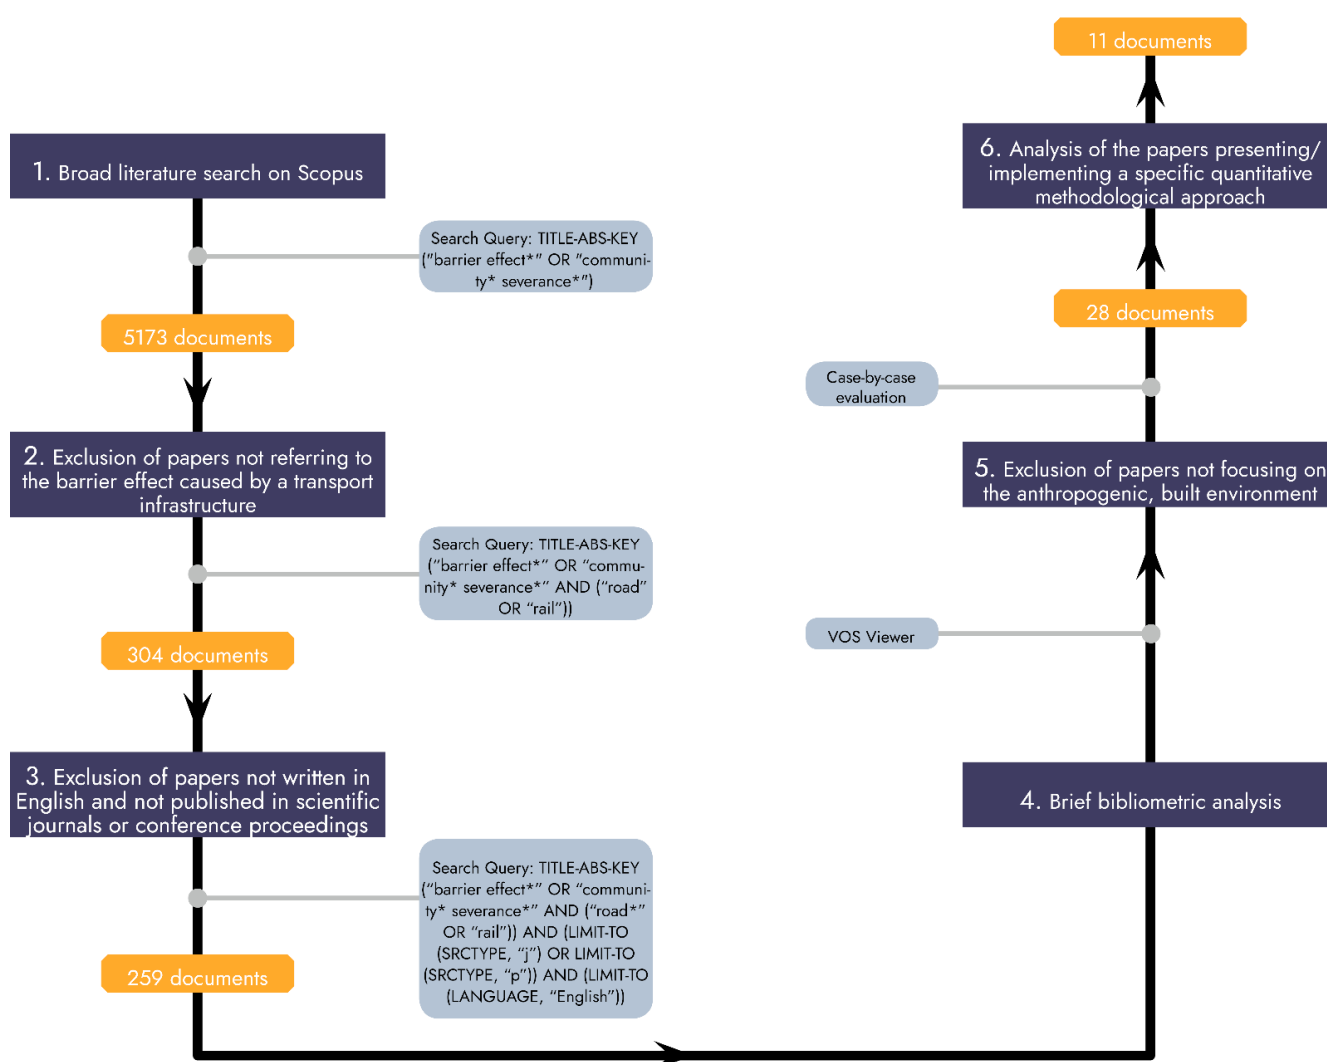 1. Broad literature search on Scopus
Search Query: TITLE-ABS-KEY
("barrier effect*" OR "communi-
ty* severance*")
5173 documents
2. Exclusion of papers not referring to
the barrier effect caused by a transport
infrastructure
Search Query: TITLE-ABS-KEY
(“barrier effect*” OR “commu-
nity* severance*” AND (“road”
OR “rail”))
304 documents
3. Exclusion of papers not written in
English and not published in scientific
journals or conference proceedings
Search Query: TITLE-ABS-KEY
(“barrier effect*” OR “communi-
ty* severance*” AND (“road*”
OR “rail”)) AND (LIMIT-TO
(SRCTYPE, “j”) OR LIMIT-TO
(SRCTYPE, “p”)) AND (LIMIT-TO
(LANGUAGE, “English”))
259 documents
4. Brief bibliometric analysis
VOS Viewer
5. Exclusion of papers not focusing on
the anthropogenic, built environment
Case-by-case
evaluation
28 documents
6. Analysis of the papers presenting/
implementing a specific quantitative
methodological approach
11 documents